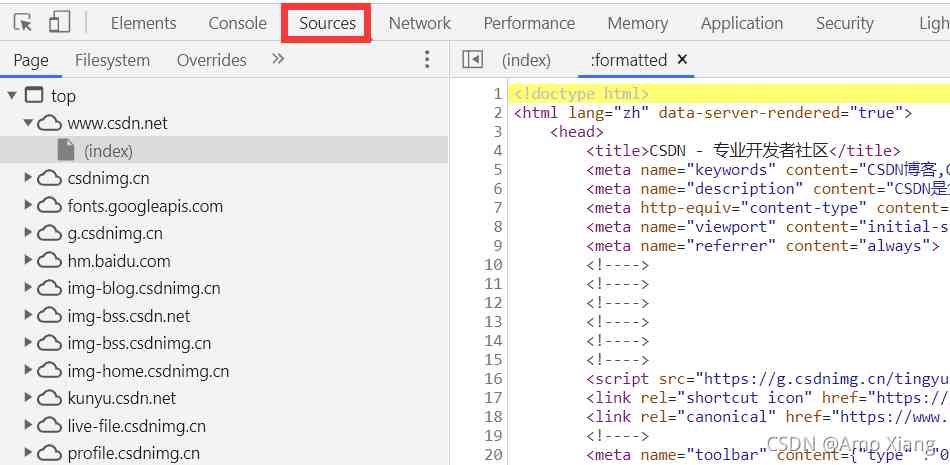 Elements Console Sources Network Performance Memory Application Security Ligh
Page Filesystem Overrides » (index) :formatted ×
top
www.csdn.net
(index)
csdnimg.cn
fonts.googleapis.com
g.csdnimg.cn
hm.baidu.com
img-blog.csdnimg.cn
img-bss.csdn.net
img-bss.csdnimg.cn
img-home.csdnimg.cn
kunyu.csdn.net
live-file.csdnimg.cn
profile.csdnimg.cn
1 <!doctype html>
2 <html lang="zh" data-server-rendered="true">
3 <head>
4 <title>CSDN - 专业开发者社区</title>
5 <meta name="keywords" content="CSDN博客,C
6 <meta name="description" content="CSDN是
7 <meta http-equiv="content-type" content=
8 <meta name="viewport" content="initial-s
9 <meta name="referrer" content="always">
10 <!---->
11 <!---->
12 <!---->
13 <!---->
14 <!---->
15 <!---->
16 <script src="https://g.csdnimg.cn/tingyu
17 <link rel="shortcut icon" href="https://
18 <link rel="canonical" href="https://www.
19 <!---->
20 <meta name="toolbar" content={"type":"0
CSDN @Amo Xiang